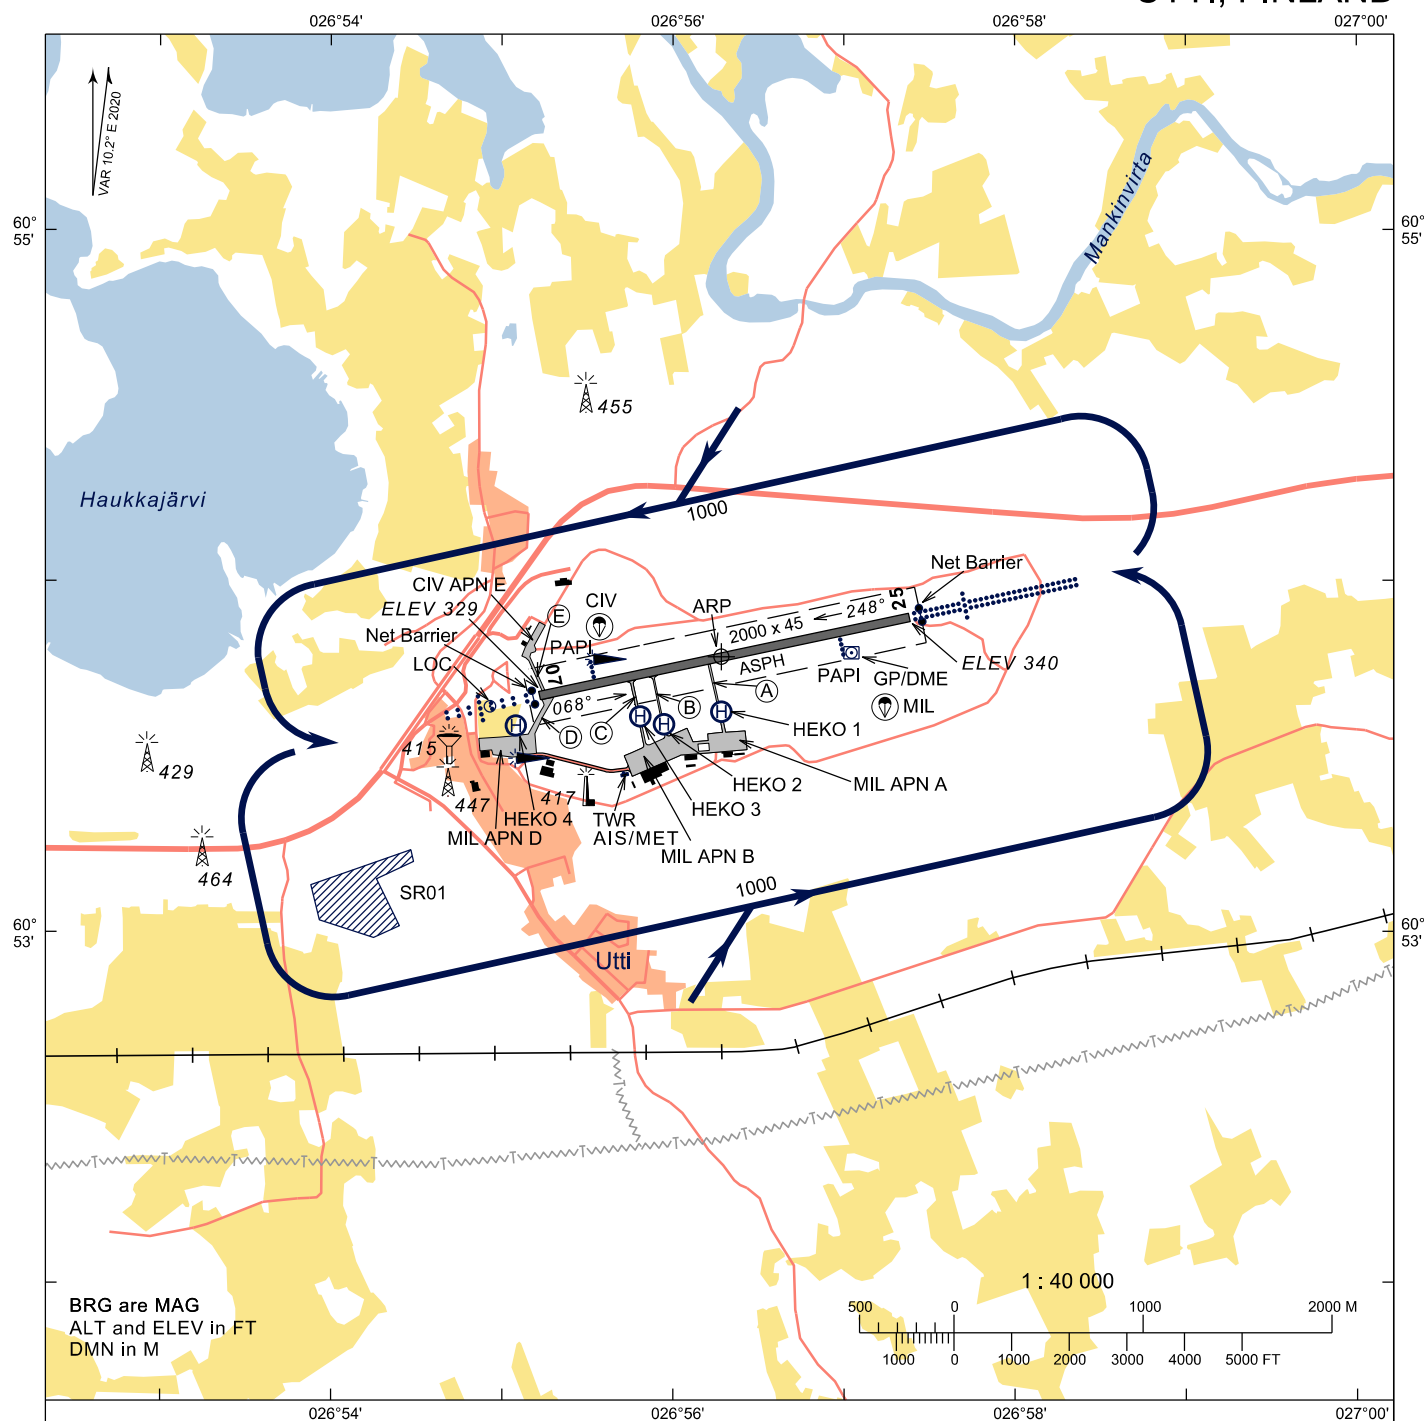 UTTI, FINLAND
026°54'
026°56'
026°58'
027°00'
VAR 10.2° E 2020
60°
55'
60°
55'
Mankinvirta
455
Haukkajärvi
1000
Net Barrier
CIV APN E
ELEV 329
E
CIV
ARP
25
248°
Net Barrier
PAPI
2000 x 45
LOC
07
ASPH
ELEV 340
PAPI
GP/DME
068°
A
B
MIL
H
H
H
H
D
C
HEKO 1
415
429
447
417
HEKO 2
MIL APN A
HEKO 3
HEKO 4
TWR
MIL APN D
AIS/MET
MIL APN B
464
SR01
1000
60°
53'
60°
53'
Utti
1 : 40 000
BRG are MAG
ALT and ELEV in FT
DMN in M
500 0 1000 2000 M
1000 0 1000 2000 3000 4000 5000 FT
026°54'
026°56'
026°58'
027°00'